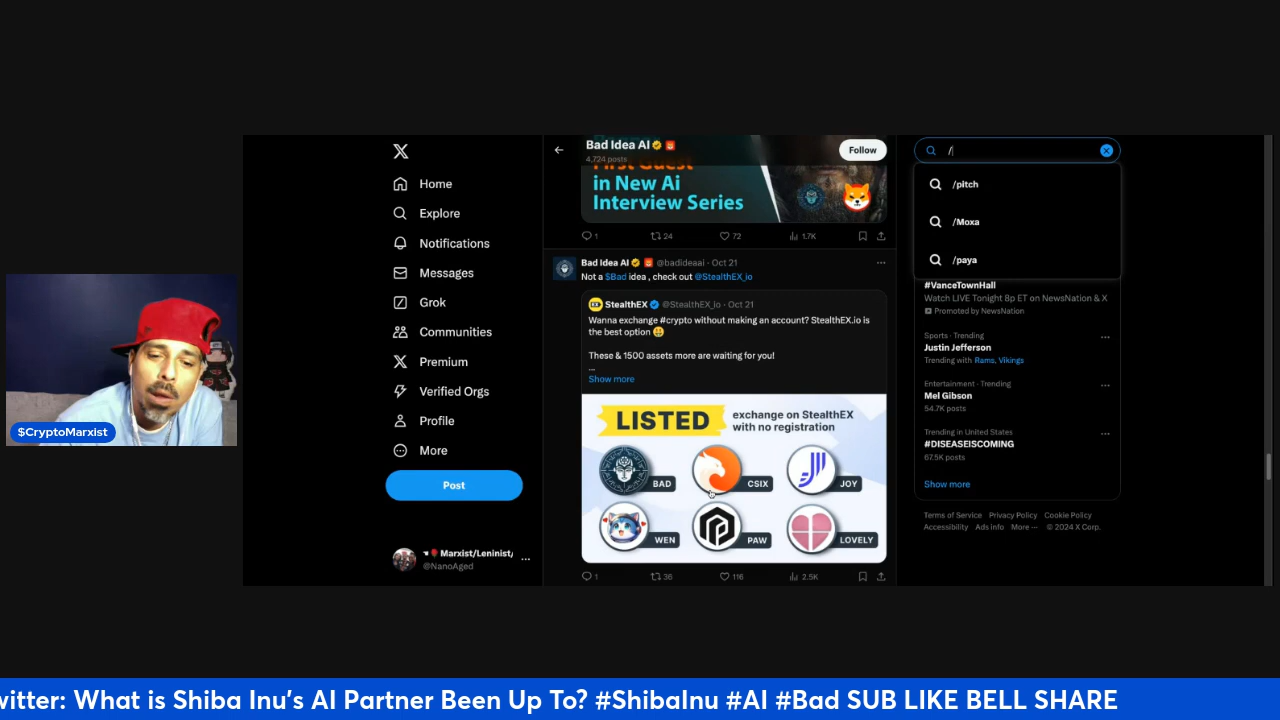 Home
Explore
Notifications
Messages
Grok
Communities
Premium
Verified Orgs
Profile
More
Post
Marxist/Leninist/
@NanoAged
$CryptoMarxist
Bad Idea AI
4,724 posts
Follow
First Guest
in New Ai
Interview Series
1
24
72
1.7K
Bad Idea AI @badideaai · Oct 21
Not a $Bad idea , check out @StealthEX_io
StealthEX @StealthEX_io · Oct 21
Wanna exchange #crypto without making an account? StealthEX.io is
the best option
These & 1500 assets more are waiting for you!
...
Show more
LISTED
exchange on StealthEX
with no registration
BAD
CSIX
JOY
WEN
PAW
LOVELY
1
36
116
2.5K
/
/pitch
/Moxa
/paya
#VanceTownHall
Watch LIVE Tonight 8p ET on NewsNation & X
Promoted by NewsNation
Sports · Trending
Justin Jefferson
Trending with Rams, Vikings
Entertainment · Trending
Mel Gibson
54.7K posts
Trending in United States
#DISEASEISCOMING
67.5K posts
Show more
Terms of Service Privacy Policy Cookie Policy
Accessibility Ads info More ··· © 2024 X Corp.
witter: What is Shiba Inu's AI Partner Been Up To? #ShibaInu #AI #Bad SUB LIKE BELL SHARE